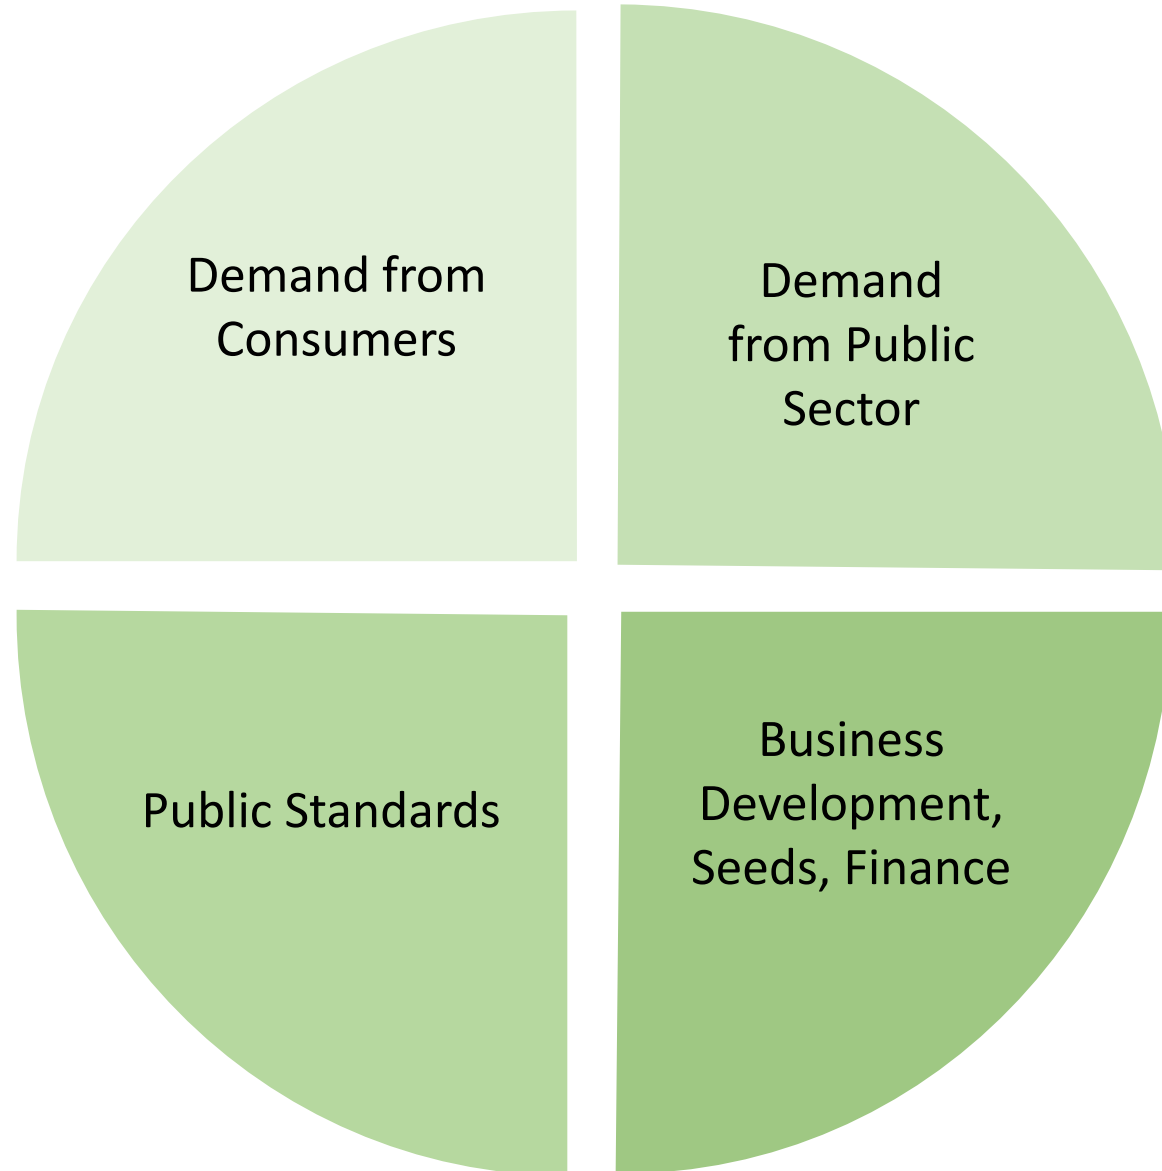 Demand from
Consumers
Demand
from Public
Sector
Public Standards
Business
Development,
Seeds, Finance